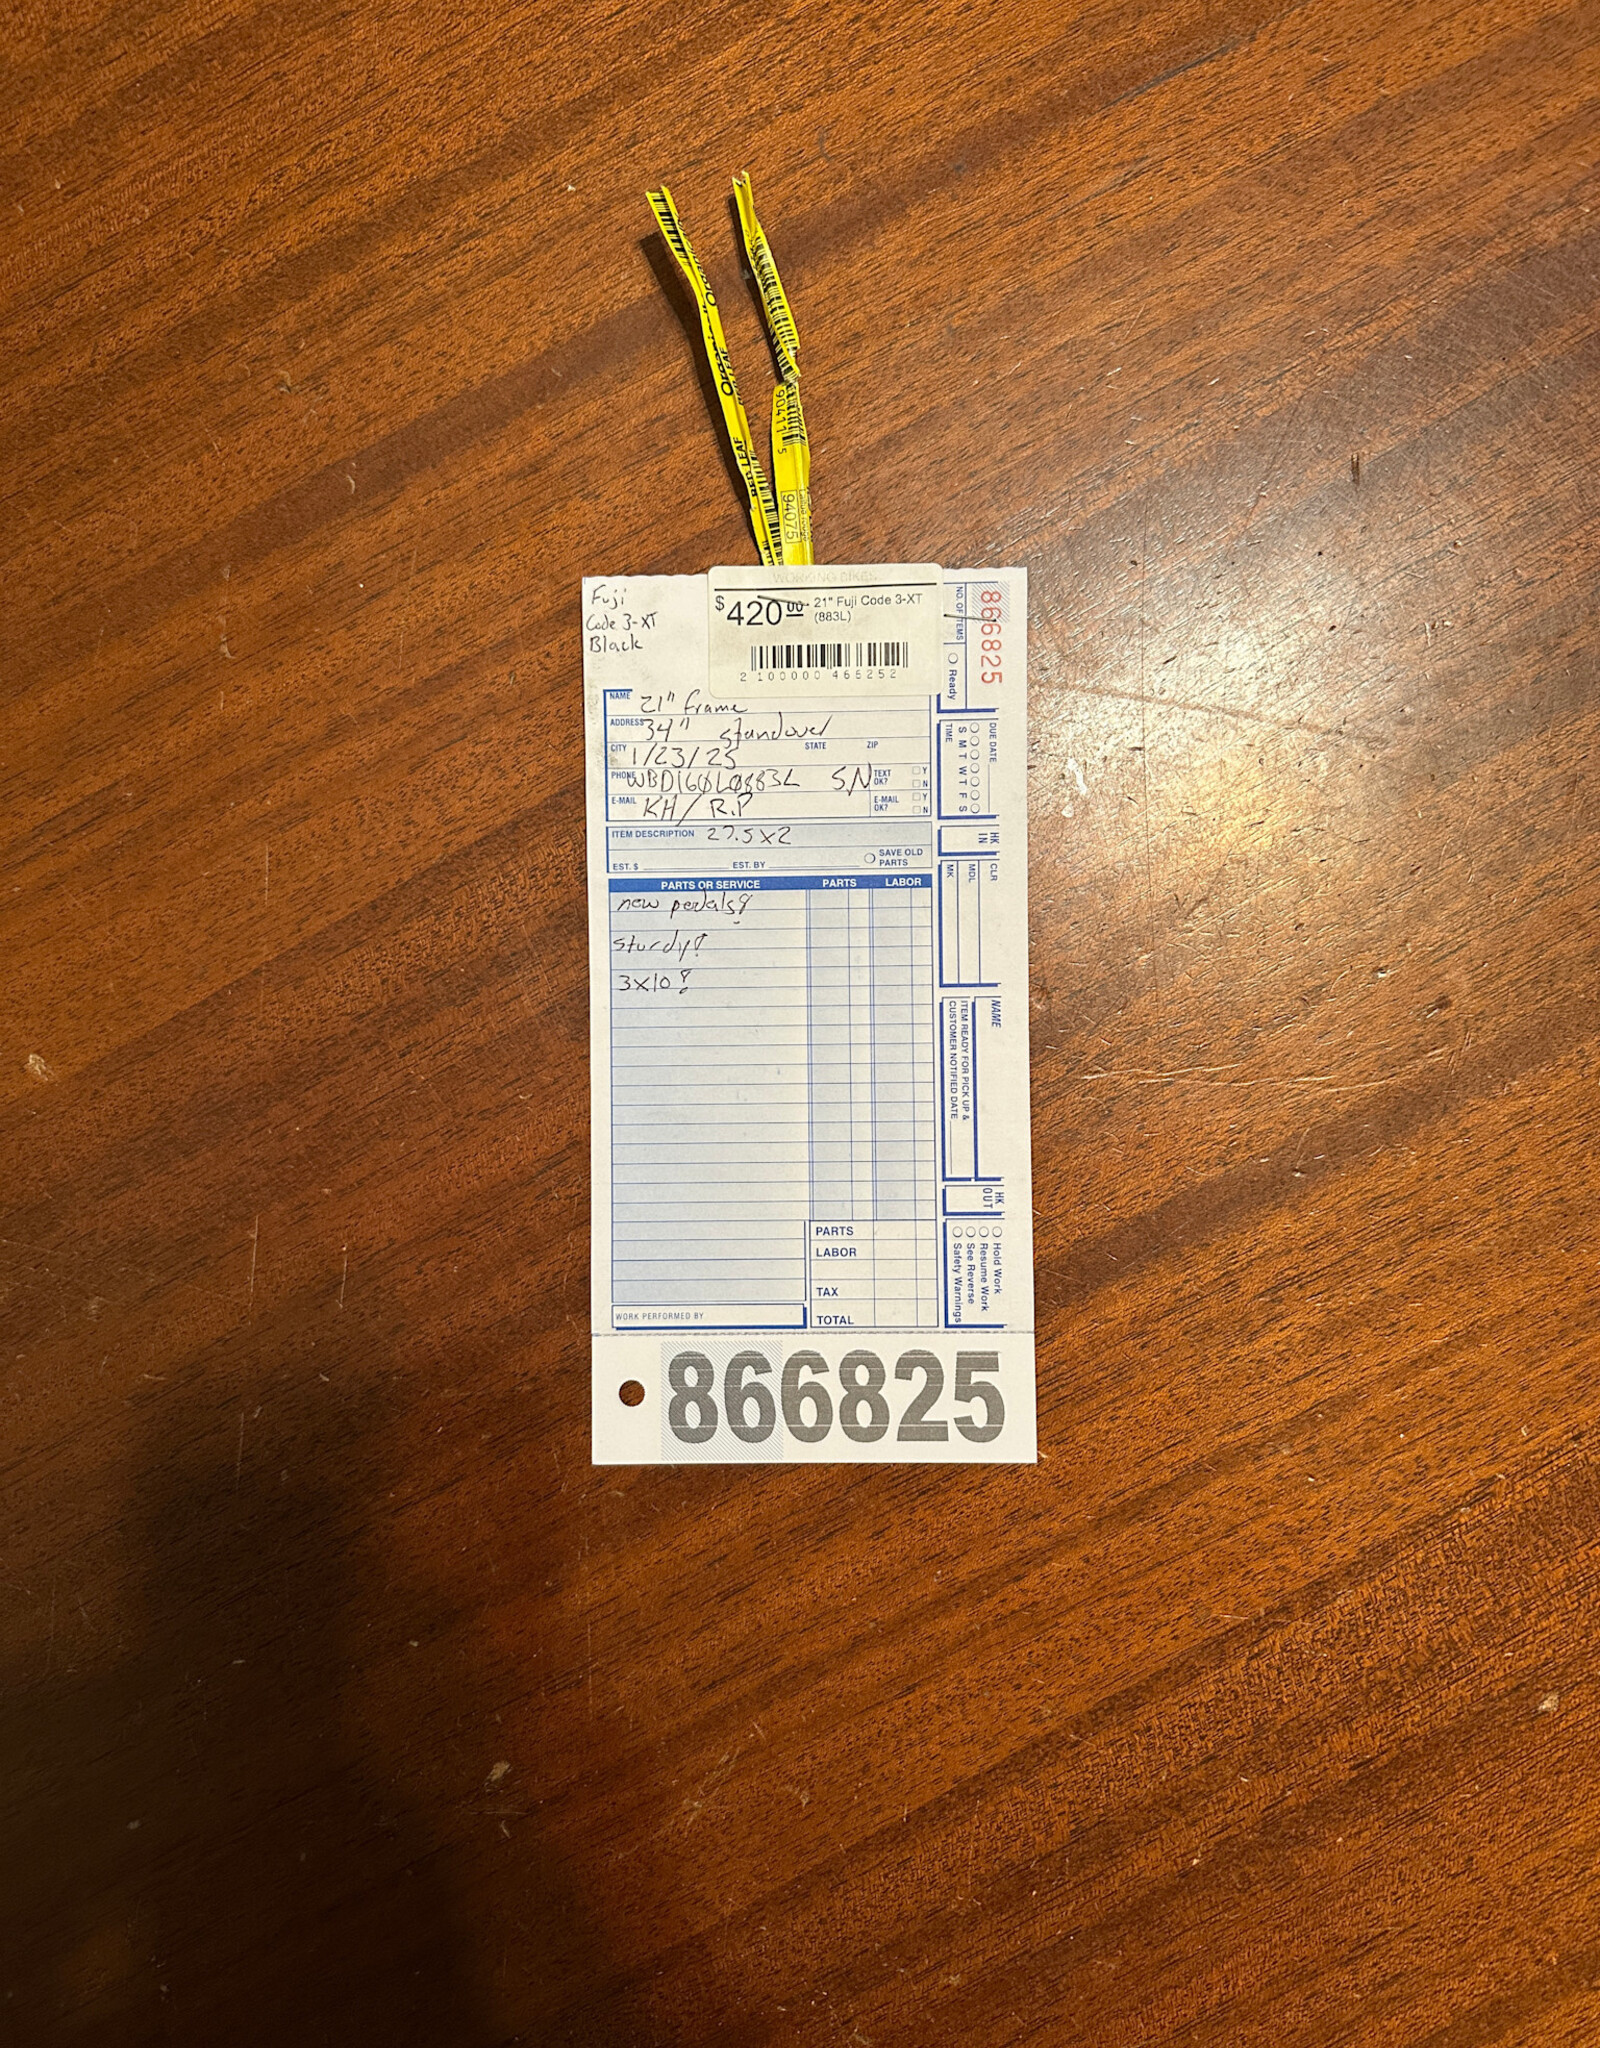 94075
WORKING BIKES
$420.00 21" Fuji Code 3-XT
(883L)
2 100000 465252
Fuji
Code 3-XT
Black
NAME 21" frame
ADDRESS 34" standover
CITY 1/23/25 STATE ZIP
PHONE WBD160L0883L S/N TEXT OK? Y N
E-MAIL KH/R.P E-MAIL OK? Y N
ITEM DESCRIPTION 27.5x2
EST. $ EST. BY SAVE OLD PARTS
PARTS OR SERVICE PARTS LABOR
new pedals!
sturdy!
3x10!
PARTS
LABOR
TAX
TOTAL
WORK PERFORMED BY
866825
NO. OF ITEMS
Ready
DUE DATE
S M T W T F S
TIME
HK IN
CLR
MDL
MK
NAME
ITEM READY FOR PICK UP &
CUSTOMER NOTIFIED DATE
HK OUT
Hold Work
Resume Work
See Reverse
Safety Warnings
866825